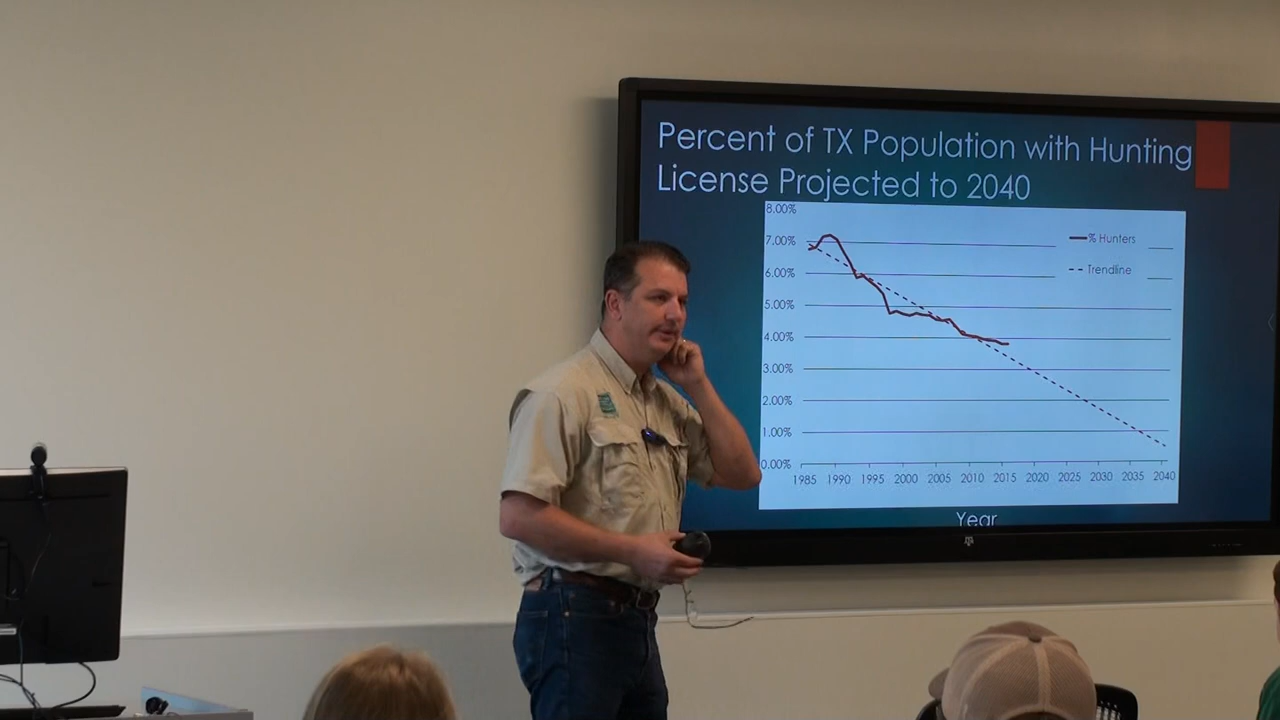 Percent of TX Population with Hunting
License Projected to 2040
8.00%
7.00%
6.00%
5.00%
4.00%
3.00%
2.00%
1.00%
0.00%
% Hunters
Trendline
1985 1990 1995 2000 2005 2010 2015 2020 2025 2030 2035 2040
Year